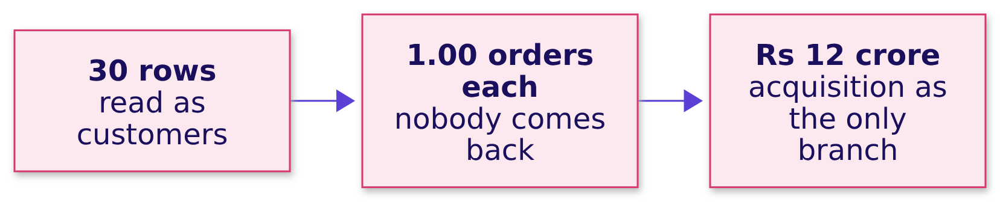 30 rows
read as
customers
1.00 orders
each
nobody comes
back
Rs 12 crore
acquisition as
the only
branch